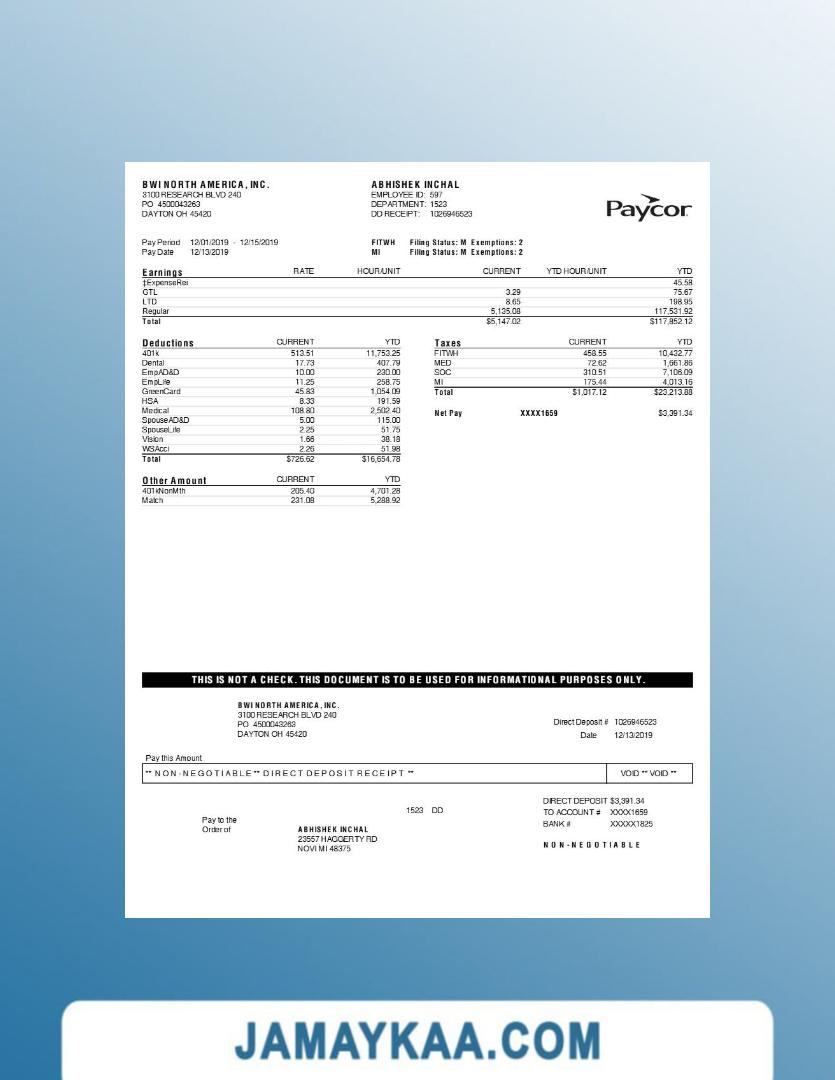 BWI NORTH AMERICA, INC.
3100 RESEARCH BLVD 240
PO 4500043263
DAYTON OH 45420
ABHISHEK INCHAL
EMPLOYEE ID: 597
DEPARTMENT: 1523
DD RECEIPT: 1026946523
Paycor
Pay Period 12/01/2019 - 12/15/2019
Pay Date 12/13/2019
FITWH Filing Status: M Exemptions: 2
MI Filing Status: M Exemptions: 2
Earnings RATE HOUR/UNIT CURRENT YTD HOUR/UNIT YTD
‡ExpenseRei 45.58
GTL 3.29 75.67
LTD 8.65 198.95
Regular 5,135.08 117,531.92
Total $5,147.02 $117,852.12
Deductions CURRENT YTD
401k 513.51 11,753.25
Dental 17.73 407.79
EmpAD&D 10.00 230.00
EmpLife 11.25 258.75
GreenCard 45.83 1,054.09
HSA 8.33 191.59
Medical 108.80 2,502.40
SpouseAD&D 5.00 115.00
SpouseLife 2.25 51.75
Vision 1.66 38.18
WSAcci 2.26 51.98
Total $726.62 $16,654.78
Taxes CURRENT YTD
FITWH 458.55 10,432.77
MED 72.62 1,661.86
SOC 310.51 7,106.09
MI 175.44 4,013.16
Total $1,017.12 $23,213.88
Net Pay XXXX1659 $3,391.34
Other Amount CURRENT YTD
401kNonMth 205.40 4,701.28
Match 231.08 5,288.92
THIS IS NOT A CHECK. THIS DOCUMENT IS TO BE USED FOR INFORMATIONAL PURPOSES ONLY.
BWI NORTH AMERICA, INC.
3100 RESEARCH BLVD 240
PO 4500043263
DAYTON OH 45420
Direct Deposit # 1026946523
Date 12/13/2019
Pay this Amount
** NON-NEGOTIABLE ** DIRECT DEPOSIT RECEIPT ** VOID ** VOID **
DIRECT DEPOSIT $3,391.34
TO ACCOUNT # XXXX1659
BANK # XXXXX1825
NON-NEGOTIABLE
1523 DD
Pay to the
Order of
ABHISHEK INCHAL
23557 HAGGERTY RD
NOVI MI 48375
JAMAYKAA.COM